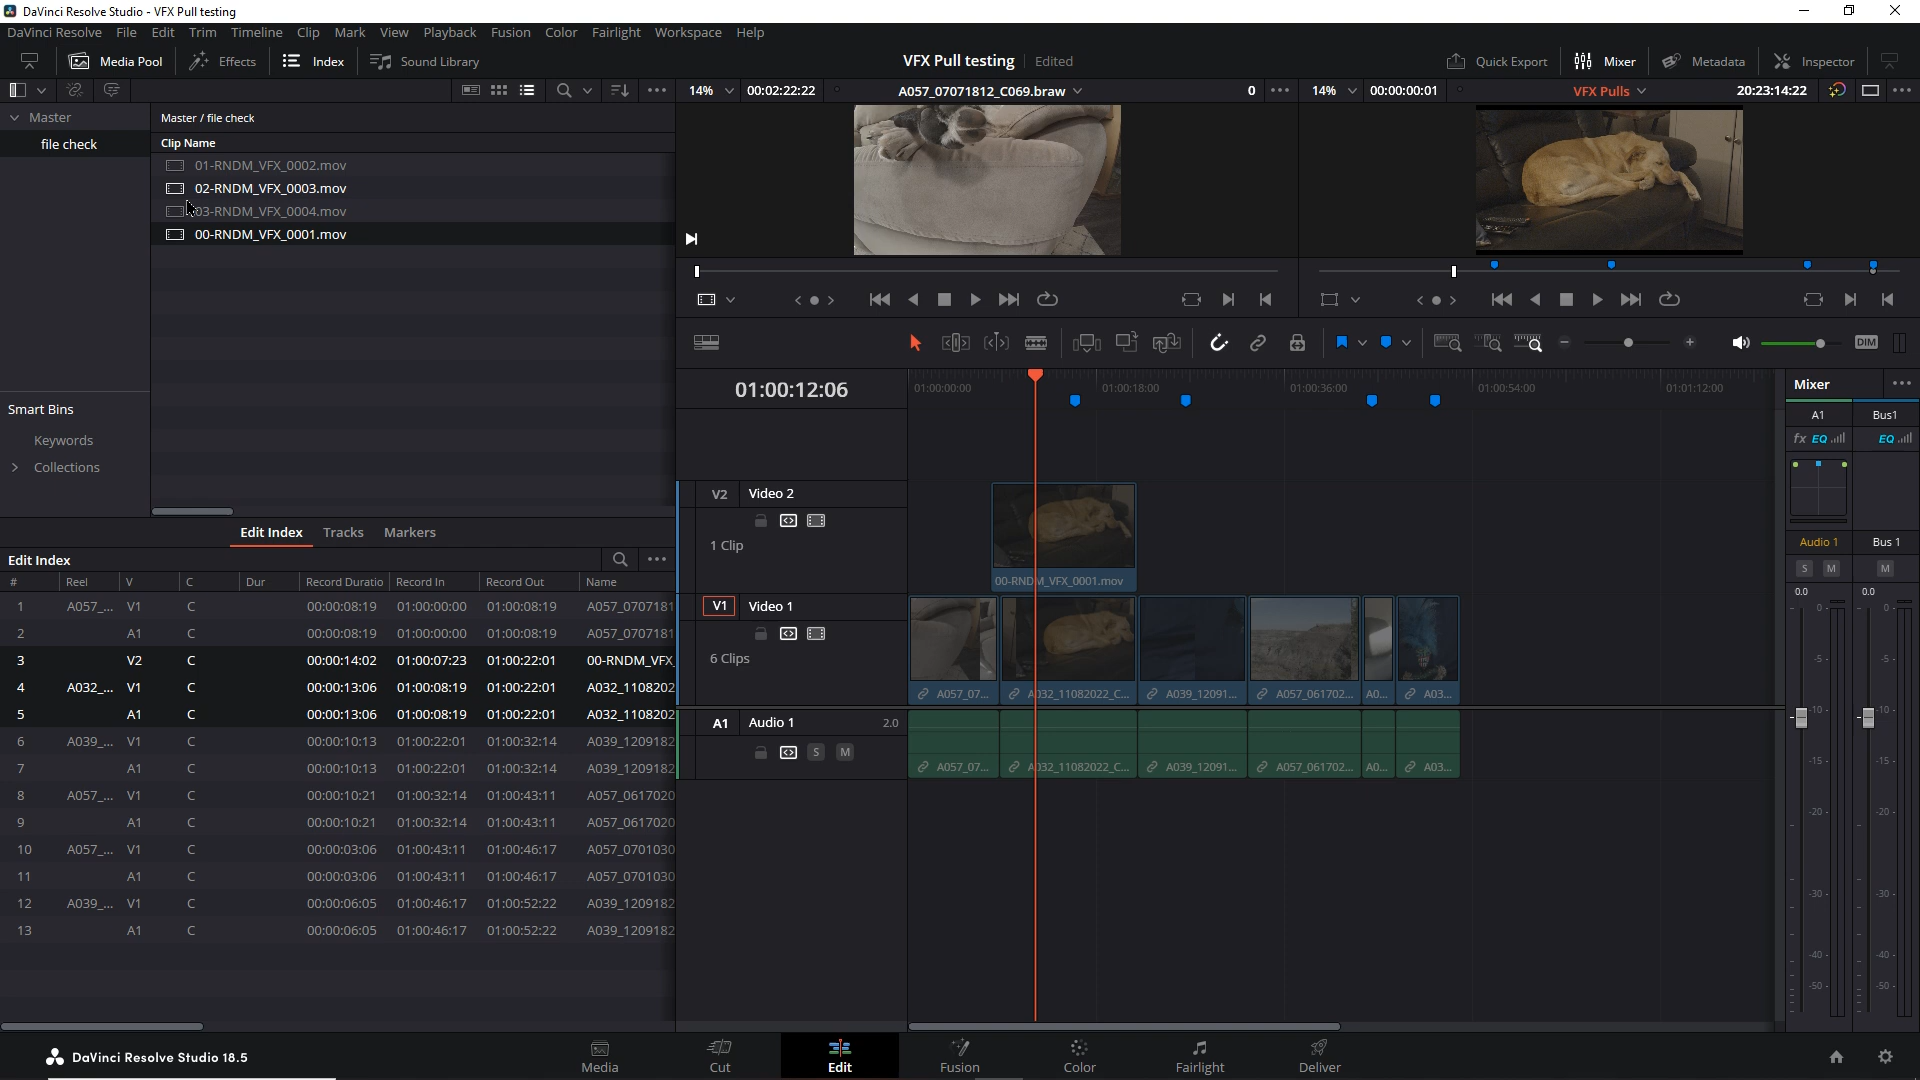 DaVinci Resolve Studio - VFX Pull testing
DaVinci Resolve File Edit Trim Timeline Clip Mark View Playback Fusion Color Fairlight Workspace Help
Media Pool Effects Index Sound Library VFX Pull testing Edited Quick Export Mixer Metadata Inspector
14% 00:02:22:22 A057_07071812_C069.braw 0 14% 00:00:00:01 VFX Pulls 20:23:14:22
Master
file check
Master / file check
Clip Name
01-RNDM_VFX_0002.mov
02-RNDM_VFX_0003.mov
03-RNDM_VFX_0004.mov
00-RNDM_VFX_0001.mov
Smart Bins
Keywords
Collections
DIM
01:00:12:06
01:00:00:00 01:00:18:00 01:00:36:00 01:00:54:00 01:01:12:00
V2 Video 2
1 Clip
00-RNDM_VFX_0001.mov
V1 Video 1
6 Clips
A057_07... A032_11082022_C... A039_12091... A057_061702... A0... A03...
A1 Audio 1 2.0
S M
A057_07... A032_11082022_C... A039_12091... A057_061702... A0... A03...
Edit Index Tracks Markers
Edit Index
# Reel V C Dur Record Duratio Record In Record Out Name
1 A057_... V1 C 00:00:08:19 01:00:00:00 01:00:08:19 A057_0707181
2 A1 C 00:00:08:19 01:00:00:00 01:00:08:19 A057_0707181
3 V2 C 00:00:14:02 01:00:07:23 01:00:22:01 00-RNDM_VFX_
4 A032_... V1 C 00:00:13:06 01:00:08:19 01:00:22:01 A032_1108202
5 A1 C 00:00:13:06 01:00:08:19 01:00:22:01 A032_1108202
6 A039_... V1 C 00:00:10:13 01:00:22:01 01:00:32:14 A039_1209182
7 A1 C 00:00:10:13 01:00:22:01 01:00:32:14 A039_1209182
8 A057_... V1 C 00:00:10:21 01:00:32:14 01:00:43:11 A057_0617020
9 A1 C 00:00:10:21 01:00:32:14 01:00:43:11 A057_0617020
10 A057_... V1 C 00:00:03:06 01:00:43:11 01:00:46:17 A057_0701030
11 A1 C 00:00:03:06 01:00:43:11 01:00:46:17 A057_0701030
12 A039_... V1 C 00:00:06:05 01:00:46:17 01:00:52:22 A039_1209182
13 A1 C 00:00:06:05 01:00:46:17 01:00:52:22 A039_1209182
Mixer
A1 Bus1
fx EQ EQ
Audio 1 Bus 1
S M M
0.0 0.0
0- 0-
-5- -5-
-10- -10-
-15- -15-
-20- -20-
-30- -30-
-40- -40-
-50- -50-
DaVinci Resolve Studio 18.5
Media Cut Edit Fusion Color Fairlight Deliver